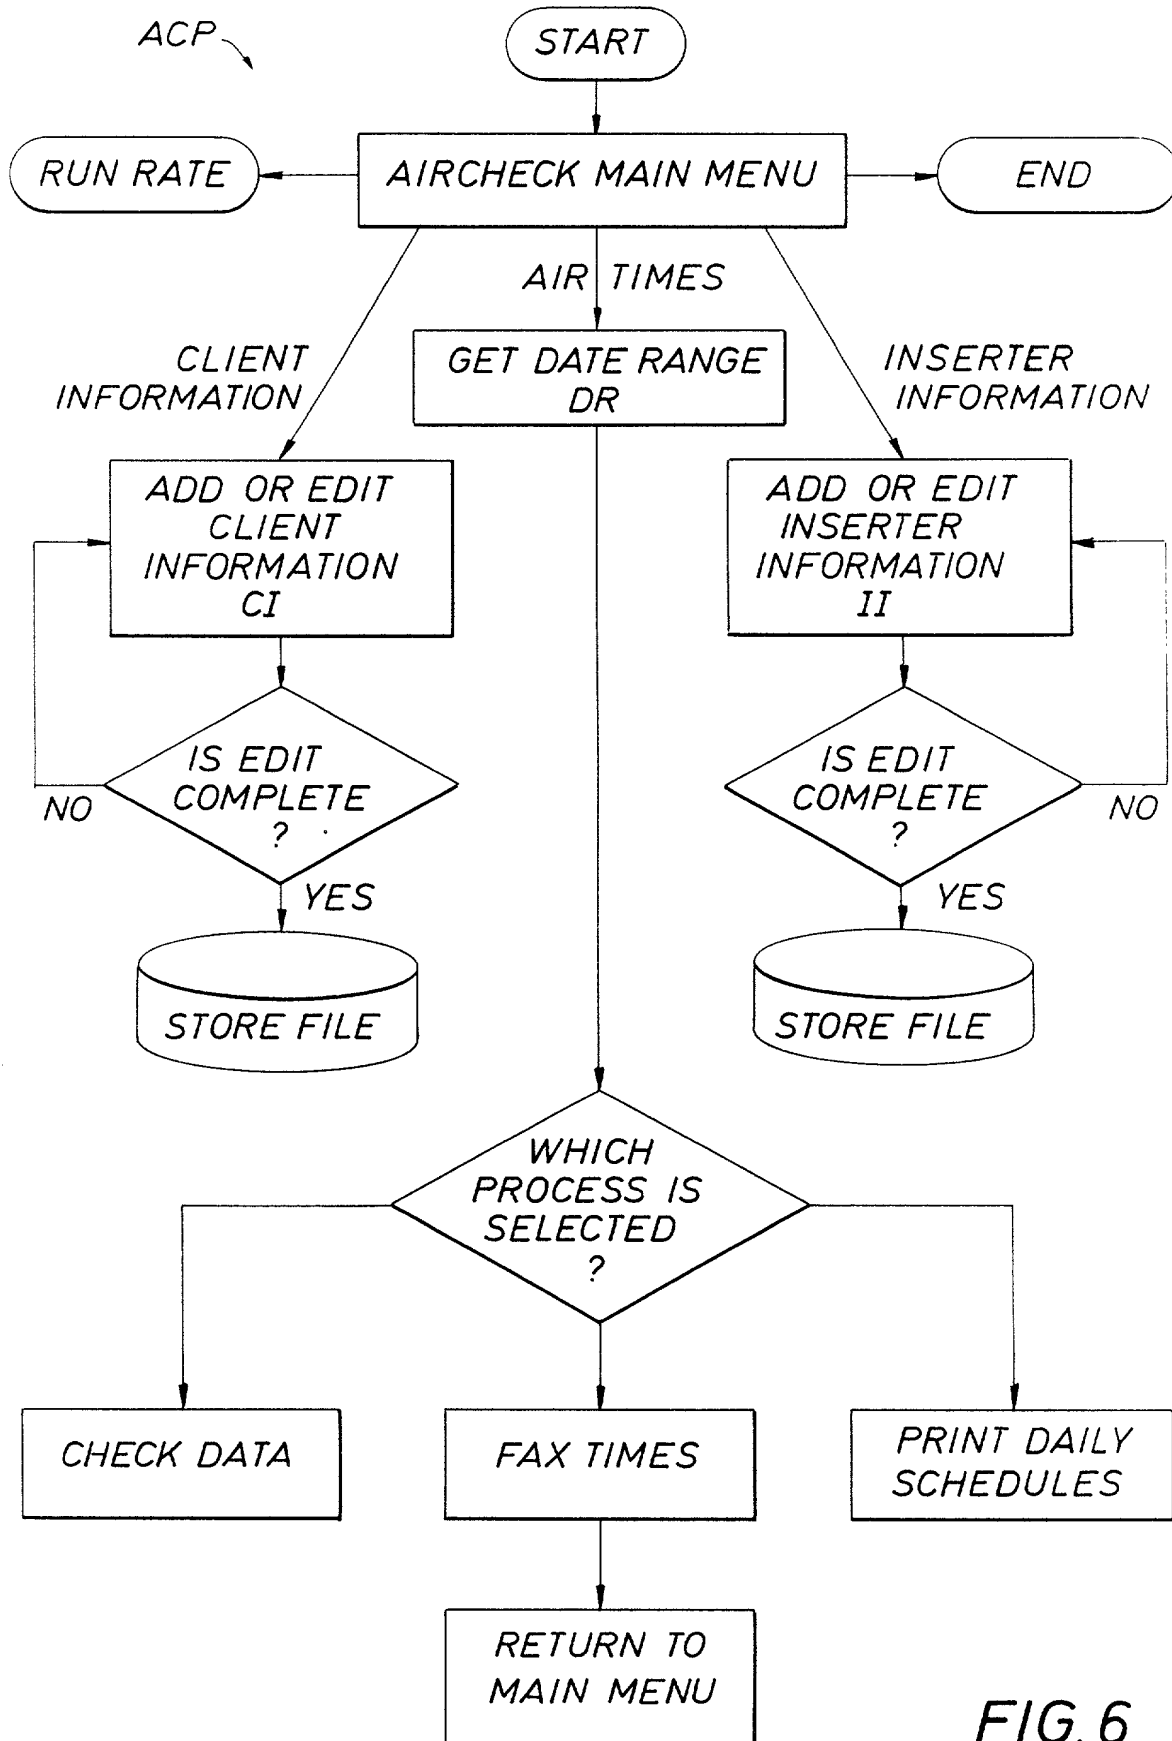 ACP
START
RUN RATE
AIRCHECK MAIN MENU
END
AIR TIMES
CLIENT
INFORMATION
GET DATE RANGE
DR
INSERTER
INFORMATION
ADD OR EDIT
CLIENT
INFORMATION
CI
ADD OR EDIT
INSERTER
INFORMATION
II
IS EDIT
COMPLETE
?
NO
YES
STORE FILE
IS EDIT
COMPLETE
?
NO
YES
STORE FILE
WHICH
PROCESS IS
SELECTED
?
CHECK DATA
FAX TIMES
PRINT DAILY
SCHEDULES
RETURN TO
MAIN MENU
FIG. 6